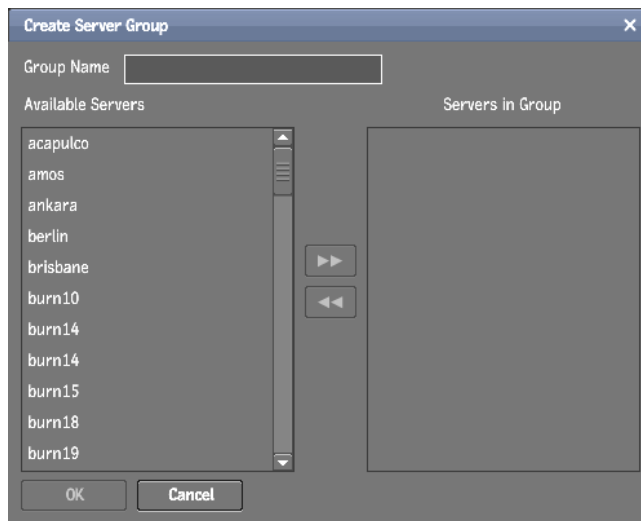 Create Server Group
Group Name
Available Servers
Servers in Group
acapulco
amos
ankara
berlin
brisbane
burn10
burn14
burn14
burn15
burn18
burn19
OK
Cancel